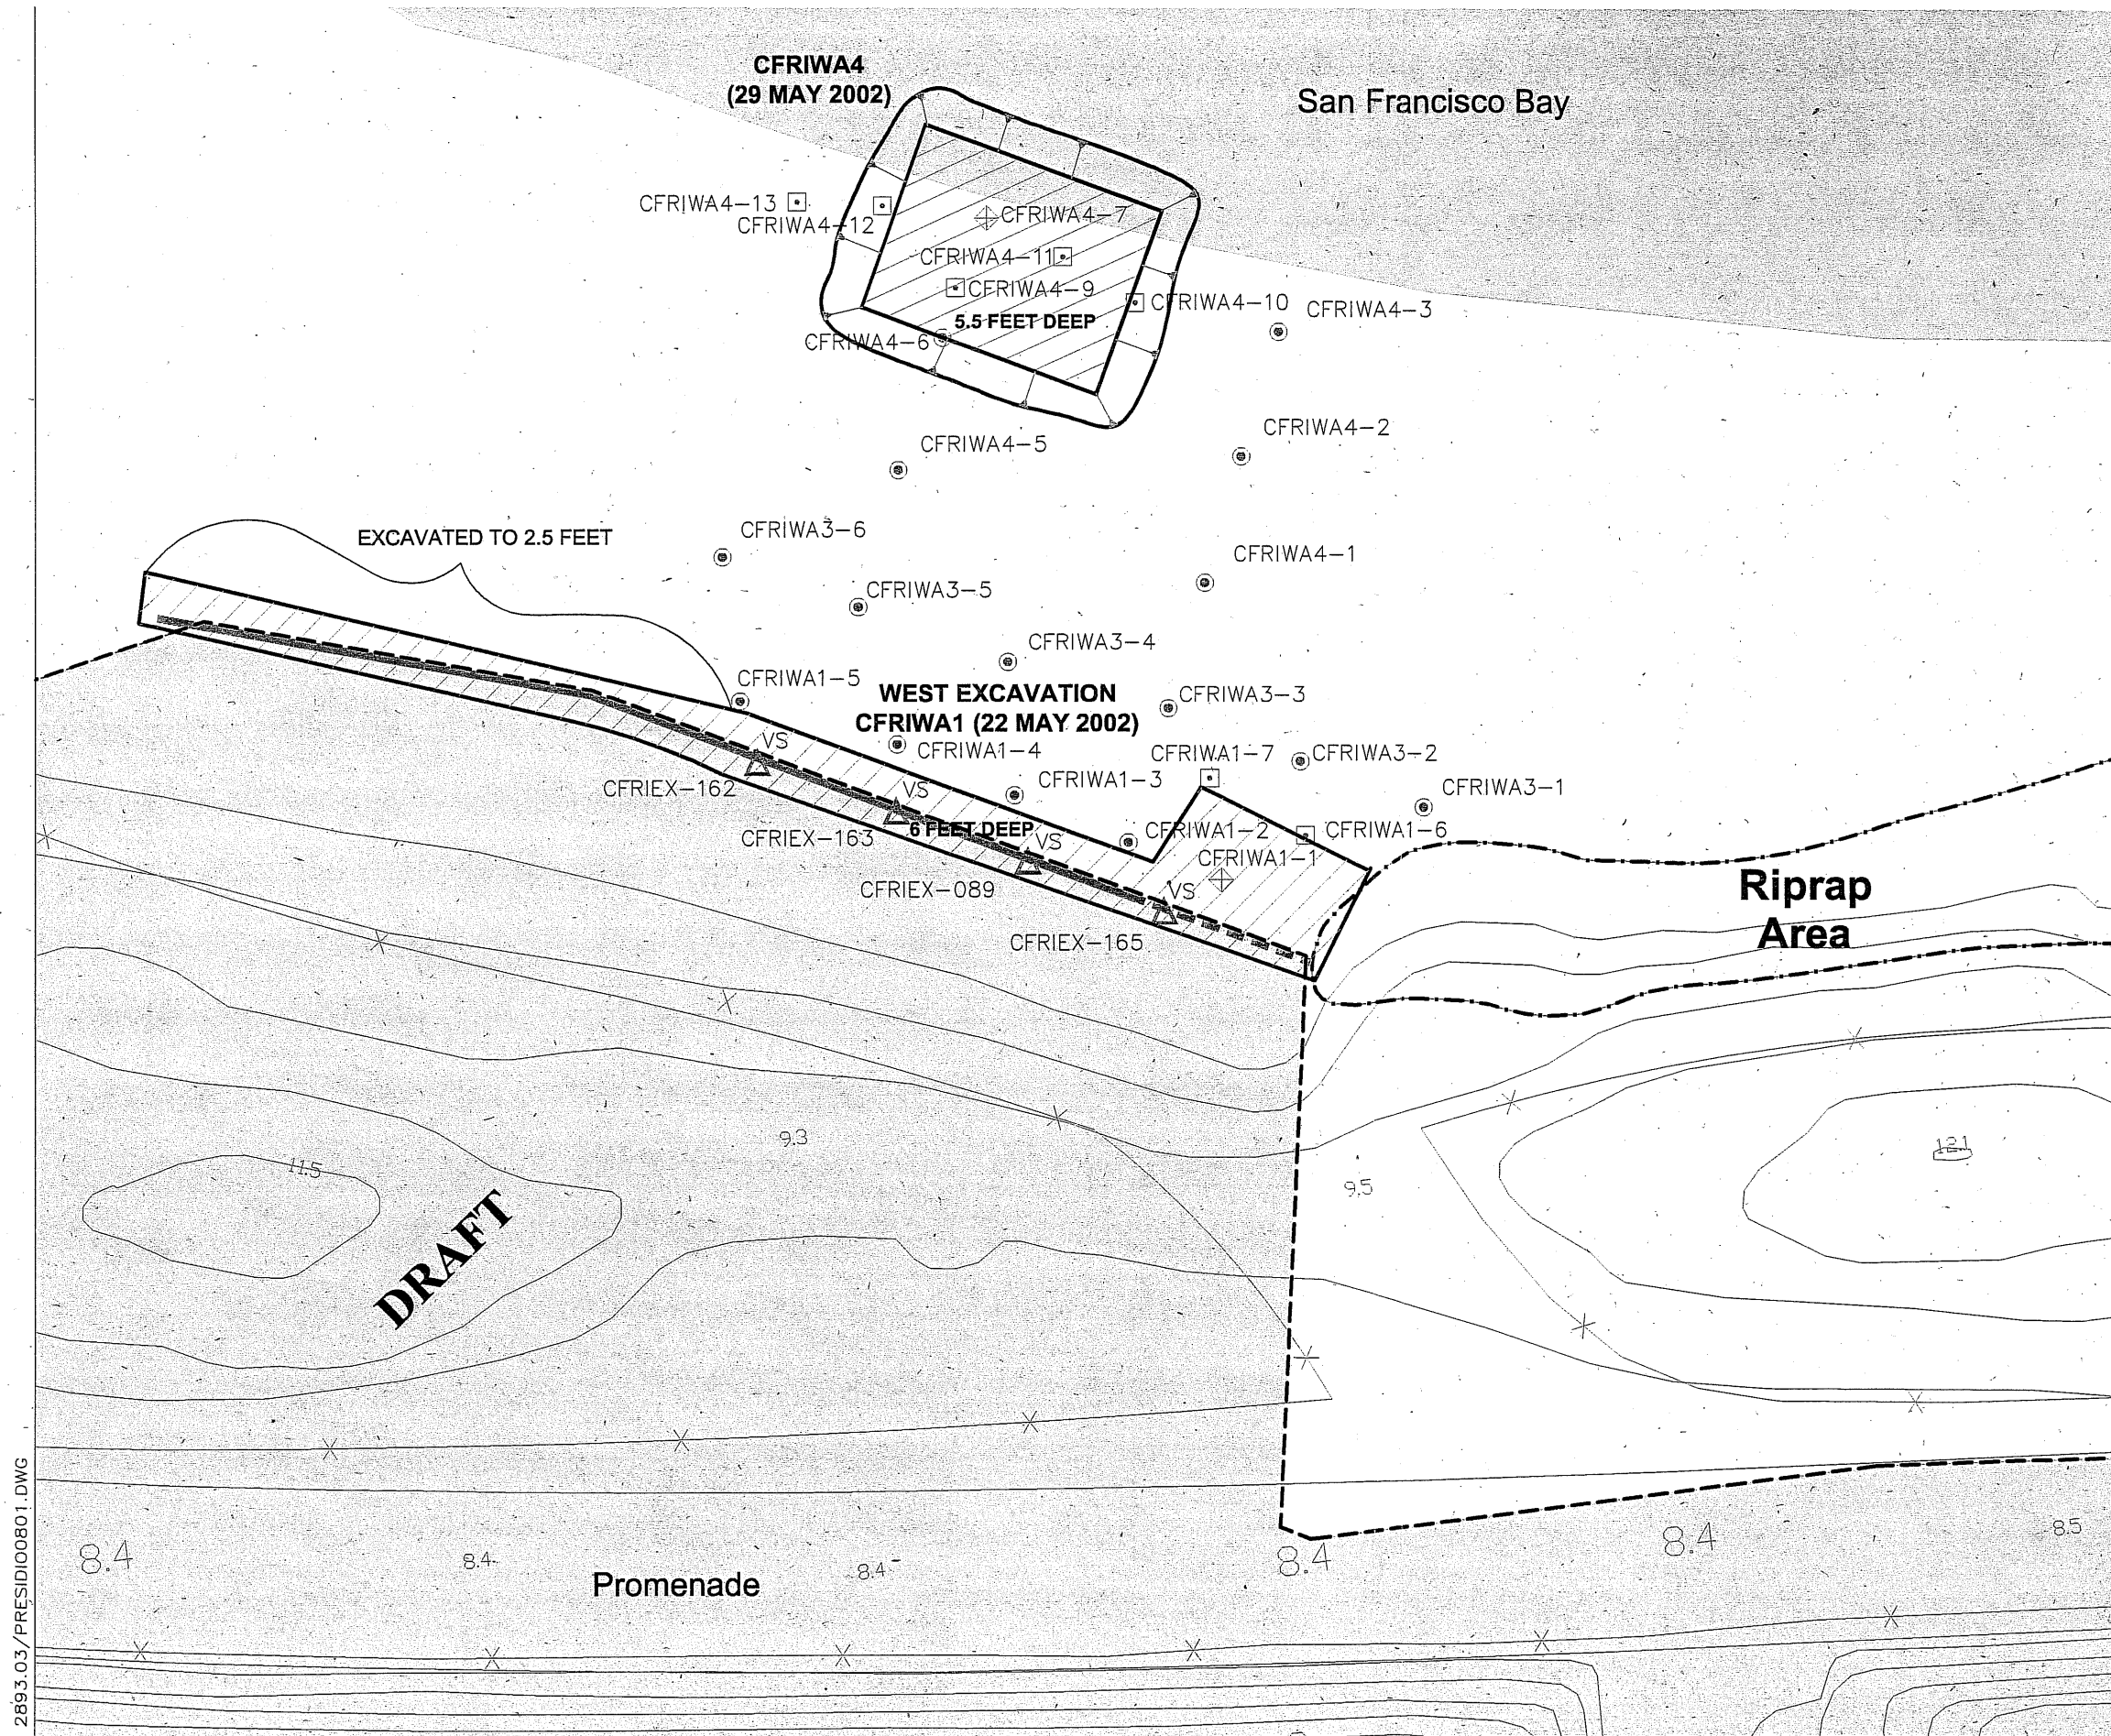 CFRIWA4
(29 MAY 2002)
San Francisco Bay
CFRIWA4-13
CFRIWA4-12
CFRIWA4-7
CFRIWA4-11
CFRIWA4-9
CFRIWA4-10
CFRIWA4-3
5.5 FEET DEEP
CFRIWA4-6
CFRIWA4-5
CFRIWA4-2
EXCAVATED TO 2.5 FEET
CFRIWA3-6
CFRIWA4-1
CFRIWA3-5
CFRIWA3-4
CFRIWA1-5
WEST EXCAVATION
CFRIWA1 (22 MAY 2002)
CFRIWA3-3
VS
CFRIWA1-4
CFRIWA1-7
CFRIWA3-2
CFRIEX-162
VS
CFRIWA1-3
CFRIWA3-1
CFRIEX-163
6 FEET DEEP
VS
CFRIWA1-2
CFRIWA1-6
CFRIWA1-1
CFRIEX-089
VS
Riprap
Area
CFRIEX-165
9.3
11.5
9.5
12.1
DRAFT
8.4
8.4
8.4
8.4
8.4
8.5
Promenade
2893.03/PRESIDIO0801.DWG